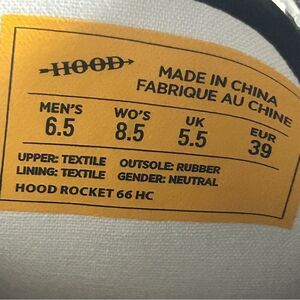 HOOD
MADE IN CHINA
FABRIQUE AU CHINE
MEN'S WO'S UK EUR
6.5 8.5 5.5 39
UPPER: TEXTILE OUTSOLE: RUBBER
LINING: TEXTILE GENDER: NEUTRAL
HOOD ROCKET 66 HC